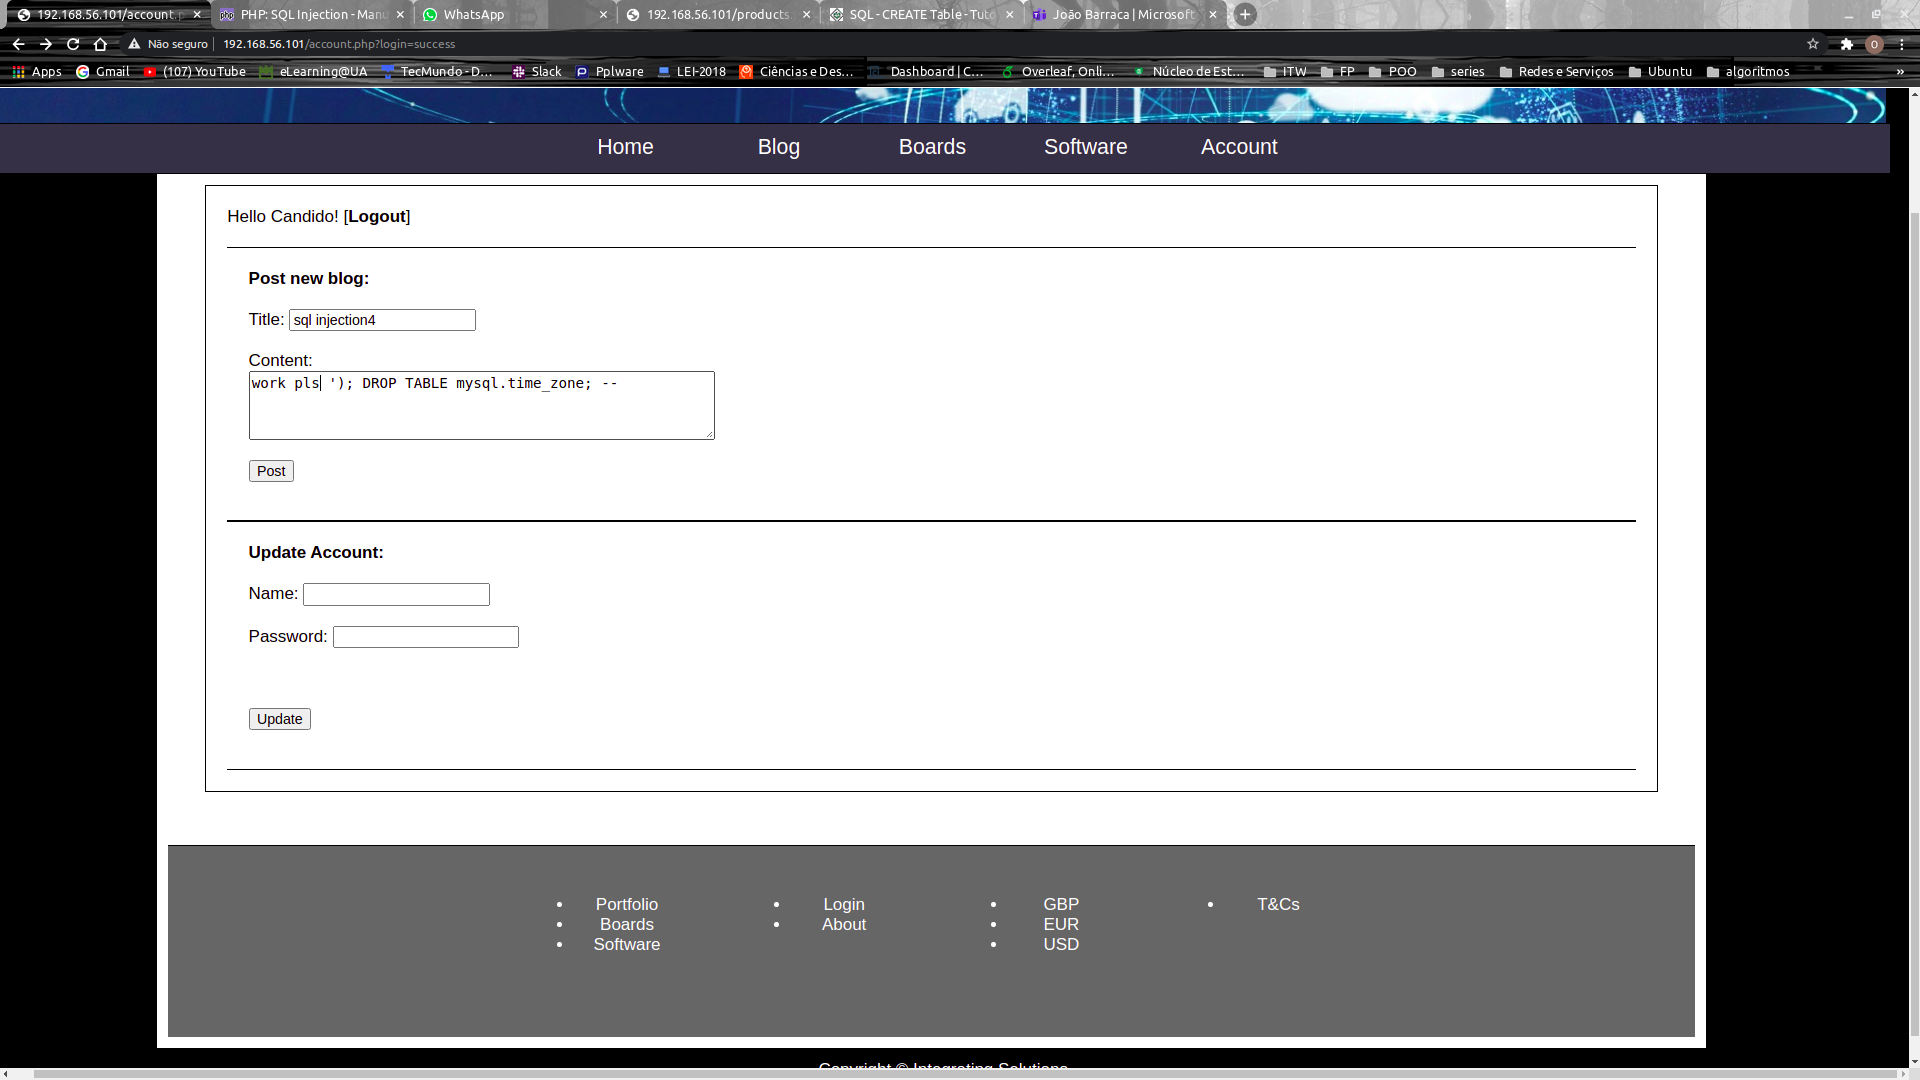 192.168.56.101/account.p
PHP: SQL Injection - Manu
WhatsApp
192.168.56.101/products
SQL - CREATE Table - Tuto
João Barraca | Microsoft
Não seguro
192.168.56.101/account.php?login=success
O
Apps
Gmail
(107) YouTube
eLearning@UA
TecMundo - D...
Slack
Pplware
LEI-2018
Ciências e Des...
Dashboard | C...
Overleaf, Onli...
Núcleo de Est...
ITW
FP
POO
series
Redes e Serviços
Ubuntu
algoritmos
»
Home
Blog
Boards
Software
Account
Hello Candido! [Logout]
Post new blog:
Title: sql injection4
Content:
work pls '); DROP TABLE mysql.time_zone; --
Post
Update Account:
Name:
Password:
Update
Portfolio
Boards
Software
Login
About
GBP
EUR
USD
T&Cs
Copyright © Integrating Solutions